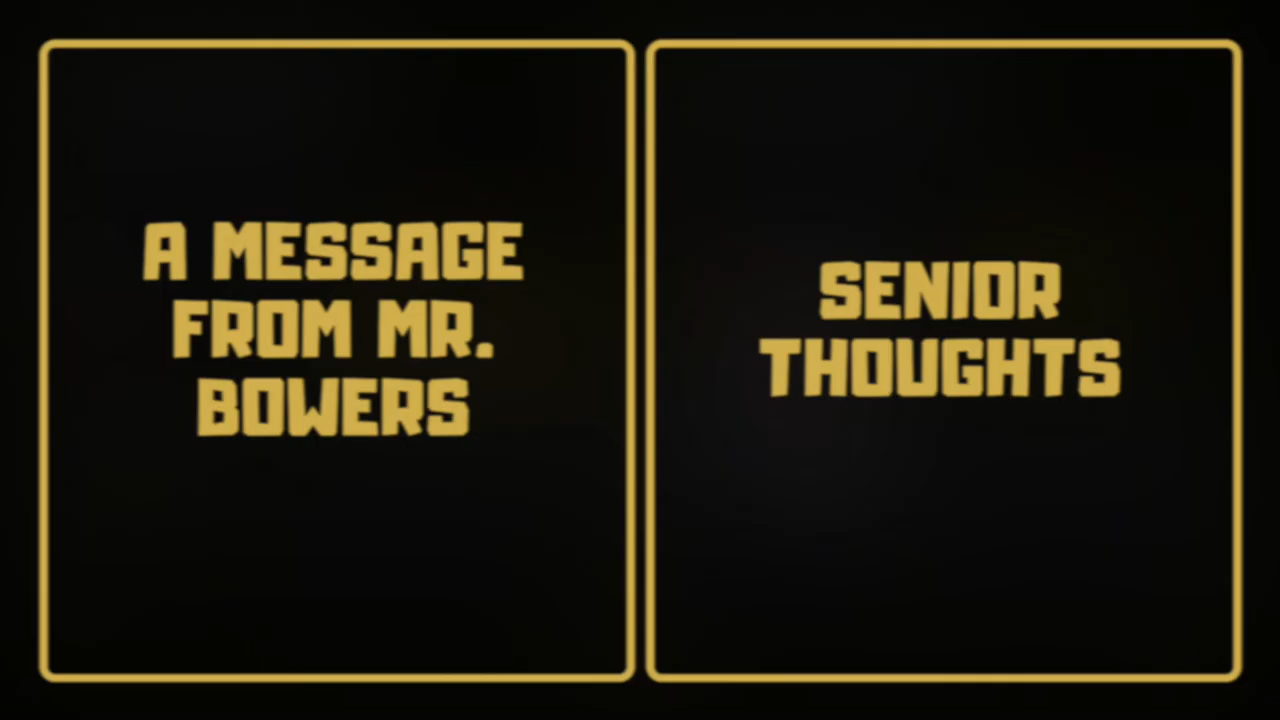 A MESSAGE
FROM MR.
BOWERS
SENIOR
THOUGHTS